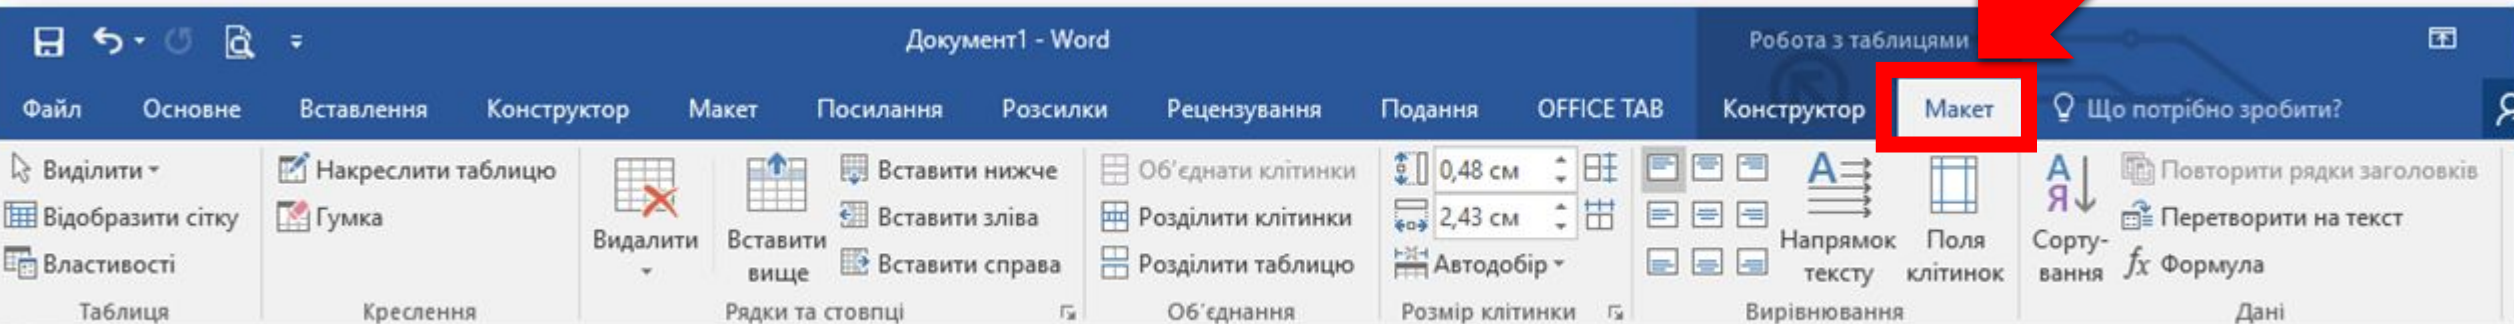 Документ1 - Word
Робота з таблицями
Файл Основне Вставлення Конструктор Макет Посилання Розсилки Рецензування Подання OFFICE TAB Конструктор Макет Що потрібно зробити?
Виділити
Відобразити сітку
Властивості
Таблиця
Накреслити таблицю
Гумка
Креслення
Видалити
Вставити
вище
Вставити нижче
Вставити зліва
Вставити справа
Рядки та стовпці
Об'єднати клітинки
Розділити клітинки
Розділити таблицю
Об'єднання
0,48 см
2,43 см
Автодобір
Розмір клітинки
Напрямок
тексту
Поля
клітинок
Вирівнювання
А
Я
Сорту-
вання
Повторити рядки заголовків
Перетворити на текст
fx Формула
Дані